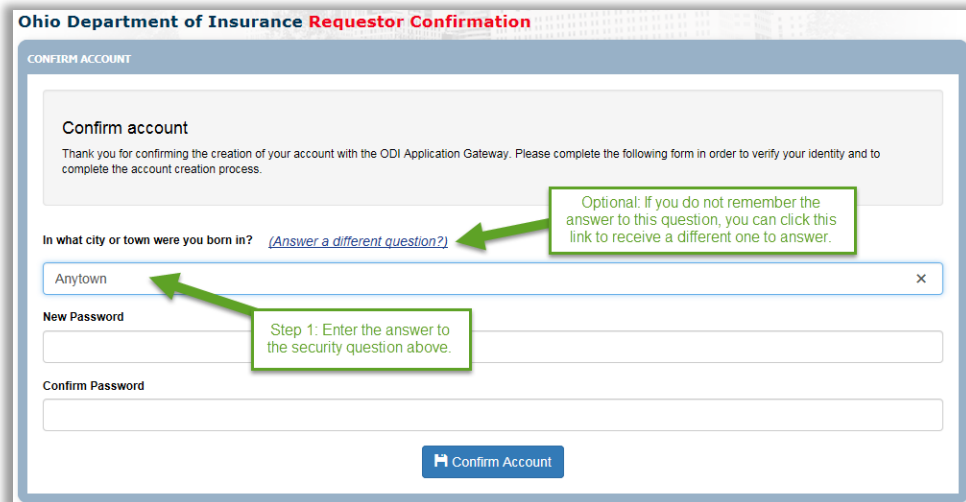 Ohio Department of Insurance Requestor Confirmation
CONFIRM ACCOUNT
Confirm account
Thank you for confirming the creation of your account with the ODI Application Gateway. Please complete the following form in order to verify your identity and to
complete the account creation process.
Optional: If you do not remember the
answer to this question, you can click this
link to receive a different one to answer.
In what city or town were you born in? (Answer a different question?)
Anytown
New Password
Step 1: Enter the answer to
the security question above.
Confirm Password
Confirm Account